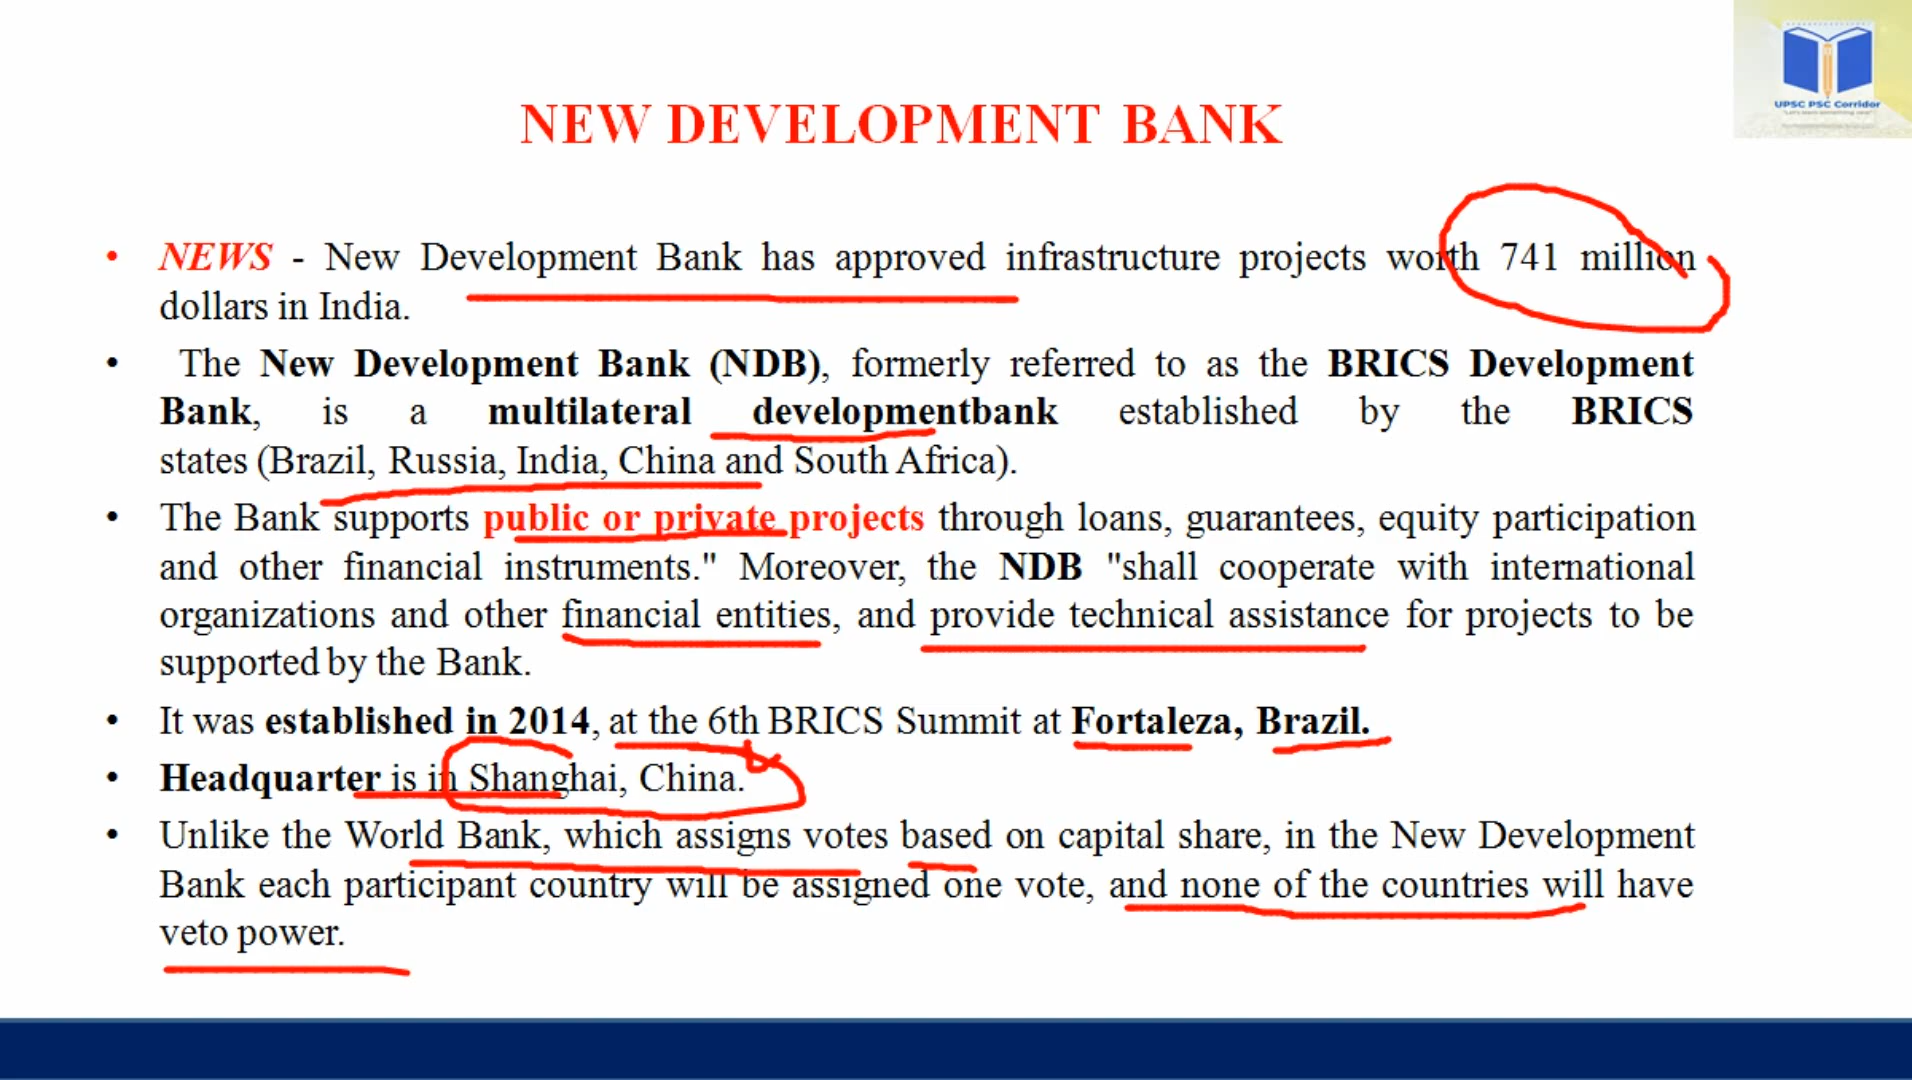 UPSC PSC Corridor
NEW DEVELOPMENT BANK
• NEWS - New Development Bank has approved infrastructure projects worth 741 million
dollars in India.
• The New Development Bank (NDB), formerly referred to as the BRICS Development
Bank, is a multilateral developmentbank established by the BRICS
states (Brazil, Russia, India, China and South Africa).
• The Bank supports public or private projects through loans, guarantees, equity participation
and other financial instruments." Moreover, the NDB "shall cooperate with international
organizations and other financial entities, and provide technical assistance for projects to be
supported by the Bank.
• It was established in 2014, at the 6th BRICS Summit at Fortaleza, Brazil.
• Headquarter is in Shanghai, China.
• Unlike the World Bank, which assigns votes based on capital share, in the New Development
Bank each participant country will be assigned one vote, and none of the countries will have
veto power.